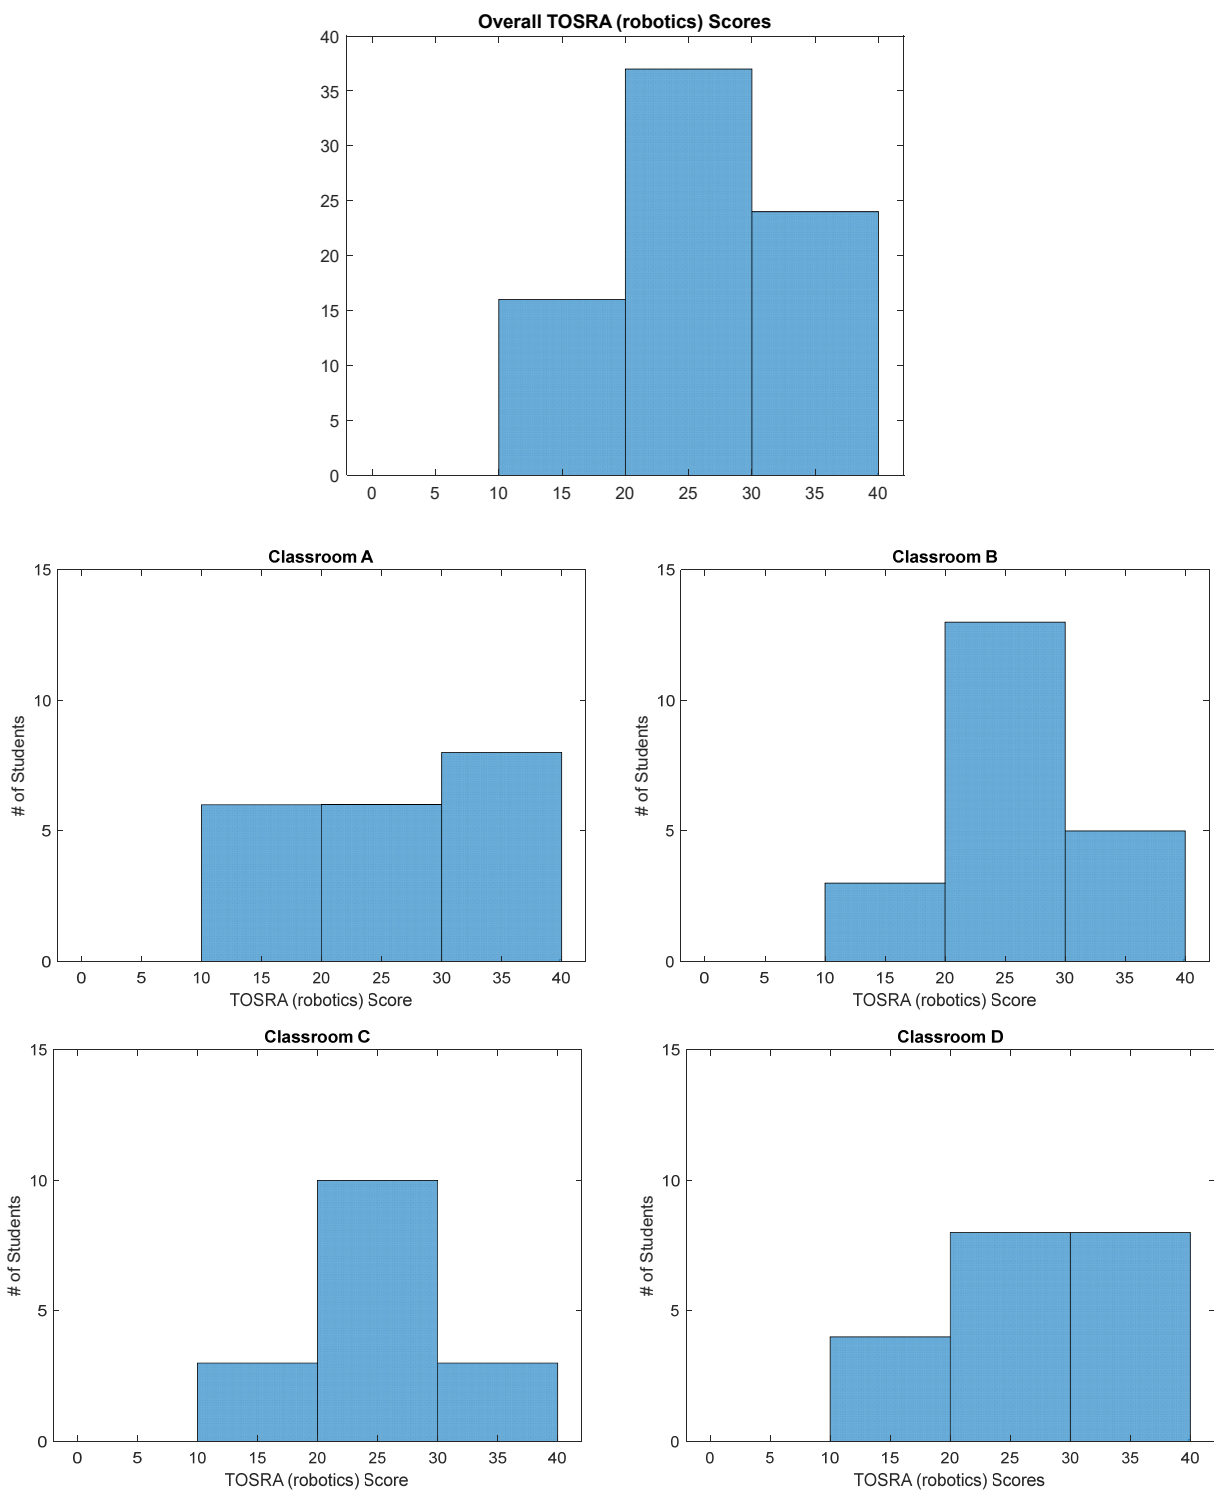 Overall TOSRA (robotics) Scores
40
35
30
25
20
15
10
5
0
0 5 10 15 20 25 30 35 40
Classroom A
15
10
5
0
# of Students
0 5 10 15 20 25 30 35 40
TOSRA (robotics) Score
Classroom B
15
10
5
0
# of Students
0 5 10 15 20 25 30 35 40
TOSRA (robotics) Score
Classroom C
15
10
5
0
# of Students
0 5 10 15 20 25 30 35 40
TOSRA (robotics) Score
Classroom D
15
10
5
0
# of Students
0 5 10 15 20 25 30 35 40
TOSRA (robotics) Scores